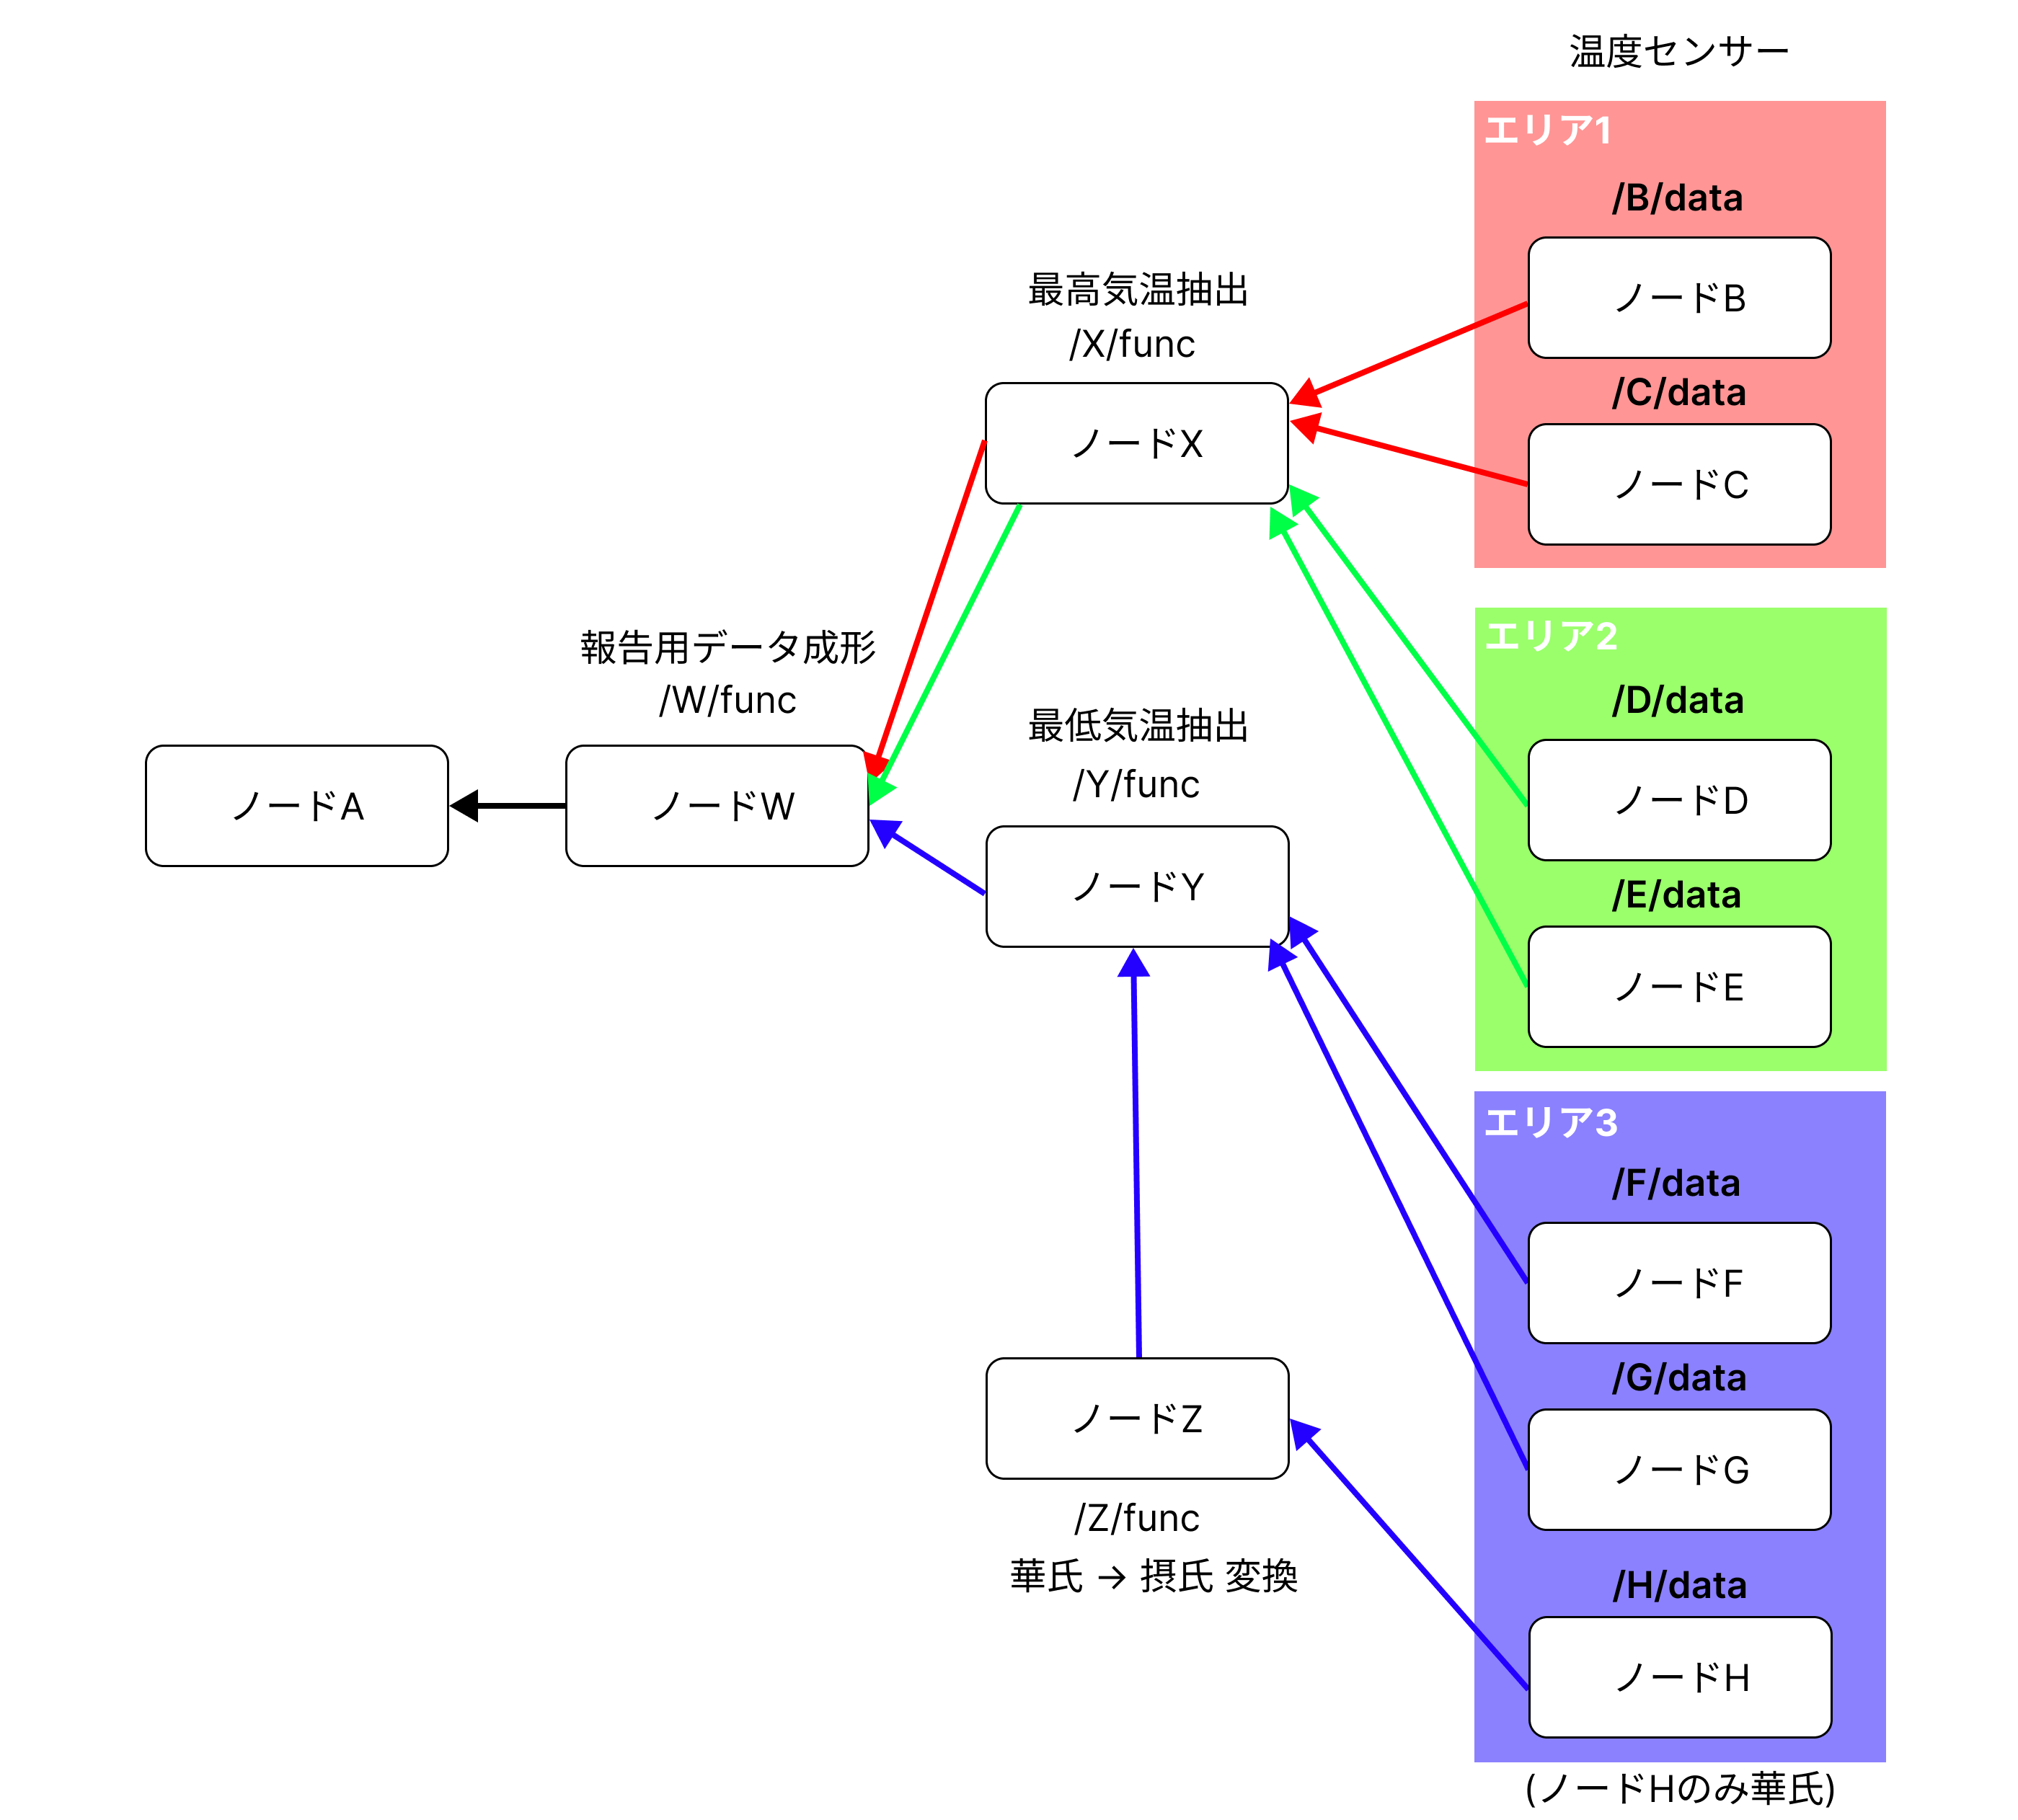 温度センサー
エリア1
/B/data
ノードB
/C/data
ノードC
最高気温抽出
/X/func
ノードX
エリア2
/D/data
ノードD
/E/data
ノードE
報告用データ成形
/W/func
ノードW
ノードA
最低気温抽出
/Y/func
ノードY
エリア3
/F/data
ノードF
/G/data
ノードG
/H/data
ノードH
(ノードHのみ華氏)
ノードZ
/Z/func
華氏 → 摂氏 変換